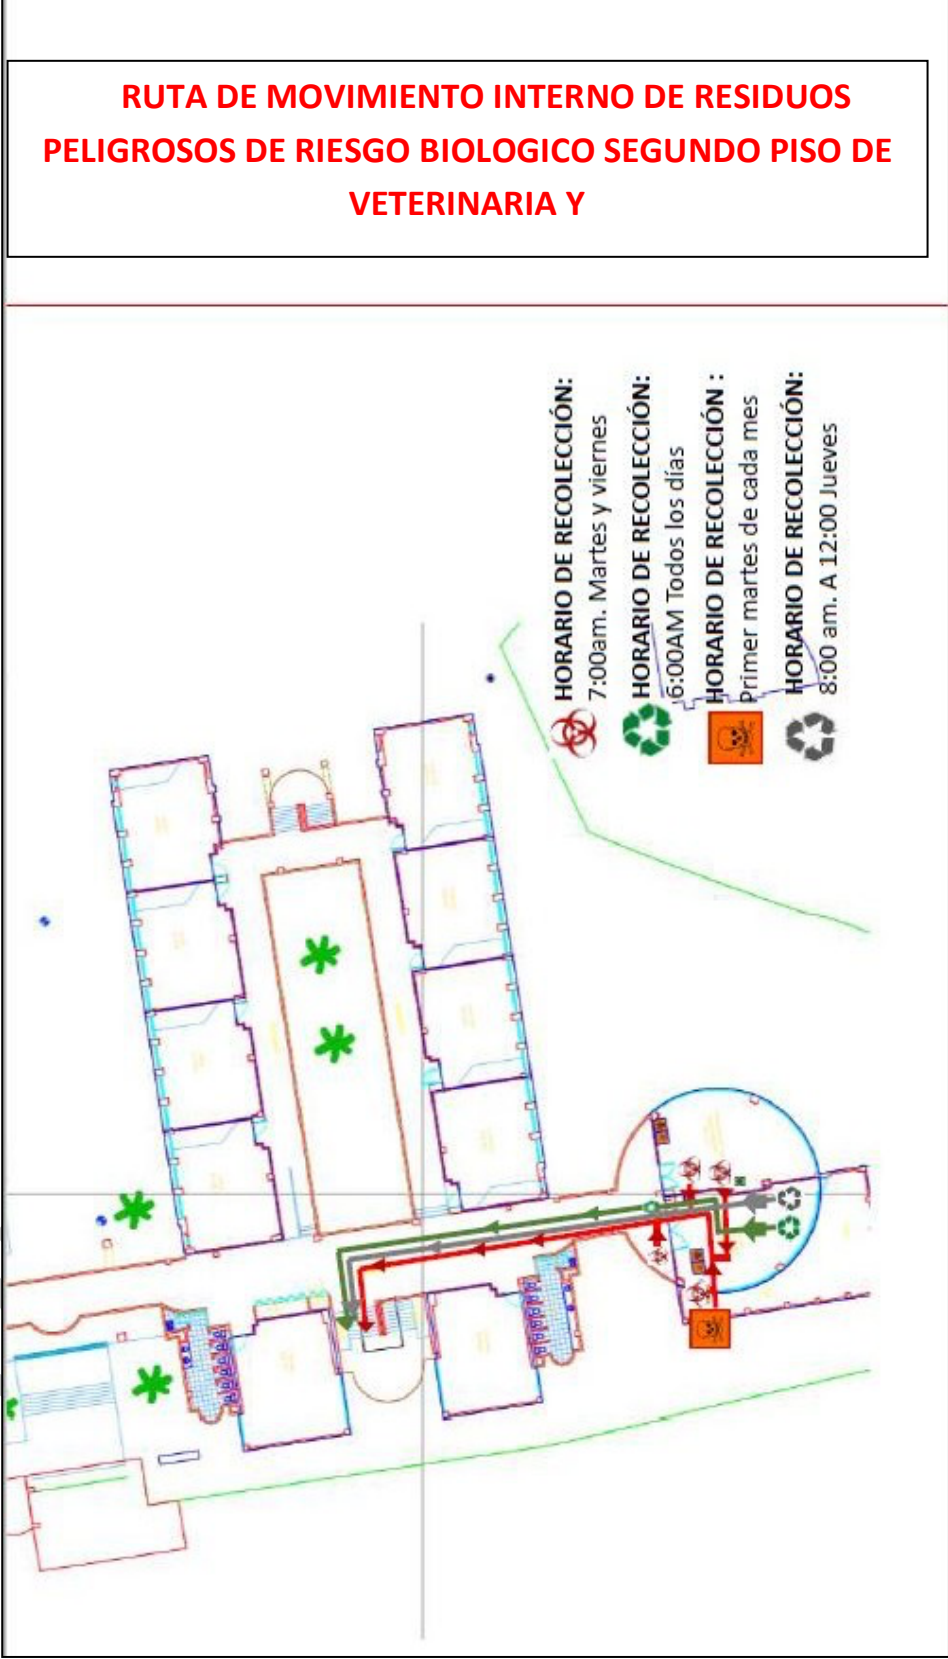 RUTA DE MOVIMIENTO INTERNO DE RESIDUOS
PELIGROSOS DE RIESGO BIOLOGICO SEGUNDO PISO DE
VETERINARIA Y
HORARIO DE RECOLECCIÓN:
7:00am. Martes y viernes
HORARIO DE RECOLECCIÓN:
6:00AM Todos los días
HORARIO DE RECOLECCIÓN :
Primer martes de cada mes
HORARIO DE RECOLECCIÓN:
8:00 am. A 12:00 Jueves